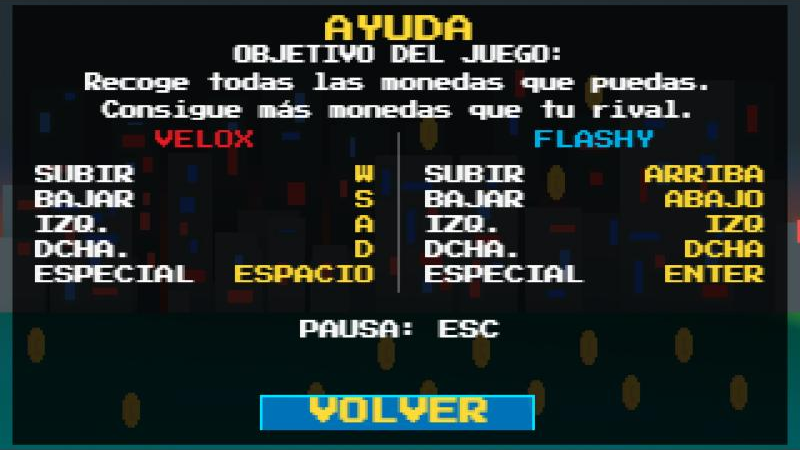 AYUDA
OBJETIVO DEL JUEGO:
Recoge todas las monedas que puedas.
Consigue más monedas que tu rival.
VELOX
SUBIR W
BAJAR S
IZQ. A
DCHA. D
ESPECIAL ESPACIO
FLASHY
SUBIR ARRIBA
BAJAR ABAJO
IZQ. IZQ
DCHA. DCHA
ESPECIAL ENTER
PAUSA: ESC
VOLVER